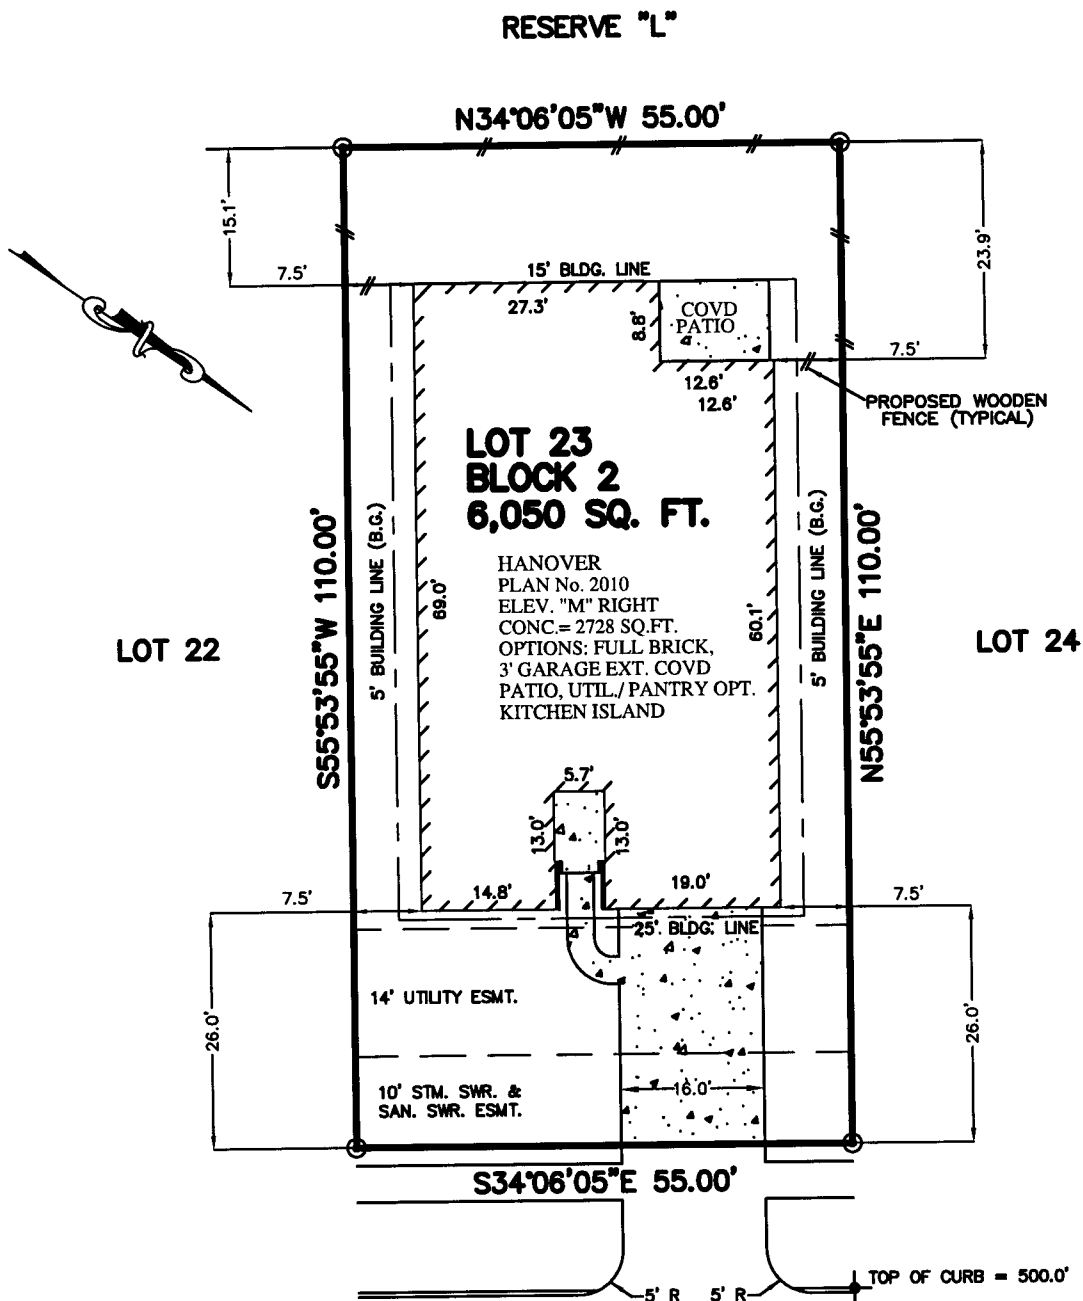 RESERVE "L"
N34°06'05"W 55.00'
15.1'
23.9'
7.5'
15' BLDG. LINE
27.3'
8.8'
COVD
PATIO
7.5'
12.6'
12.6'
PROPOSED WOODEN
FENCE (TYPICAL)
LOT 23
BLOCK 2
6,050 SQ. FT.
HANOVER
PLAN No. 2010
ELEV. "M" RIGHT
CONC.= 2728 SQ.FT.
OPTIONS: FULL BRICK,
3' GARAGE EXT. COVD
PATIO, UTIL./ PANTRY OPT.
KITCHEN ISLAND
LOT 22
S55°53'55"W 110.00'
5' BUILDING LINE (B.G.)
69.0'
60.1'
5' BUILDING LINE (B.G.)
N55°53'55"E 110.00'
LOT 24
5.7'
13.0'
13.0'
7.5'
14.8'
19.0'
7.5'
25' BLDG. LINE
26.0'
14' UTILITY ESMT.
26.0'
10' STM. SWR. &
SAN. SWR. ESMT.
16.0'
S34°06'05"E 55.00'
TOP OF CURB = 500.0'
5' R
5' R